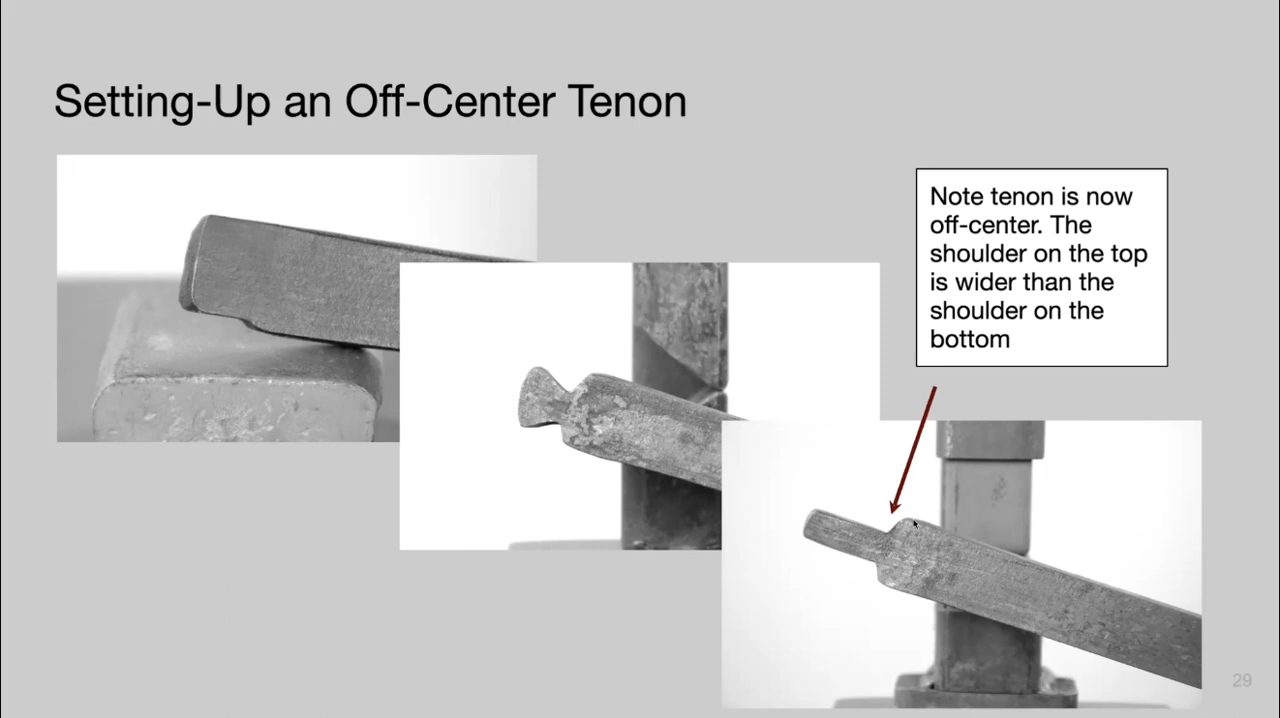 Setting-Up an Off-Center Tenon
Note tenon is now
off-center. The
shoulder on the top
is wider than the
shoulder on the
bottom
29